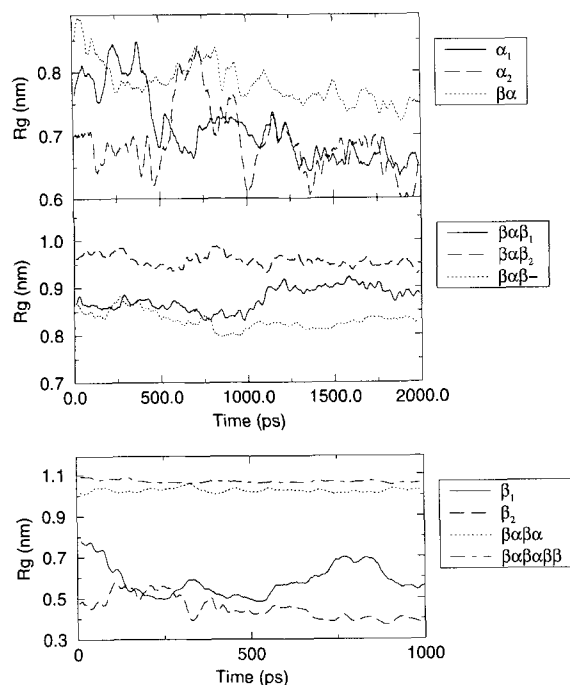 0.8
0.7
0.6
Rg (nm)
α₁
α₂
βα
1.0
0.9
0.8
0.7
Rg (nm)
0.0 500.0 1000.0 1500.0 2000.0
Time (ps)
βαβ₁
βαβ₂
βαβ–
1.1
0.9
0.7
0.5
0.3
Rg (nm)
0 500 1000
Time (ps)
β₁
β₂
βαβα
βαβαββ